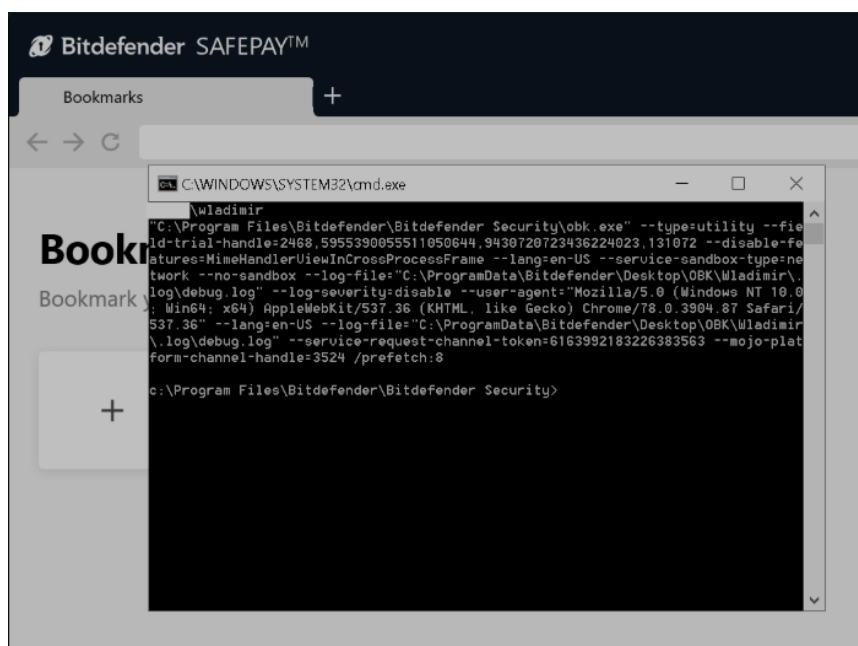 Bitdefender SAFEPAY™
Bookmarks
C:\WINDOWS\SYSTEM32\cmd.exe
\wladimir
"C:\Program Files\Bitdefender\Bitdefender Security\obk.exe" --type=utility --fie
ld-trial-handle=2468,5955390055511050644,9430720723436224023,131072 --disable-fe
atures=MimeHandlerViewInCrossProcessFrame --lang=en-US --service-sandbox-type=ne
twork --no-sandbox --log-file="C:\ProgramData\Bitdefender\Desktop\OBK\Wladimir\.
log\debug.log" --log-severity=disable --user-agent="Mozilla/5.0 (Windows NT 10.0
; Win64; x64) AppleWebKit/537.36 (KHTML, like Gecko) Chrome/78.0.3904.87 Safari/
537.36" --lang=en-US --log-file="C:\ProgramData\Bitdefender\Desktop\OBK\Wladimir
\.log\debug.log" --service-request-channel-token=6163992183226383563 --mojo-plat
form-channel-handle=3524 /prefetch:8
c:\Program Files\Bitdefender\Bitdefender Security>
Bookmark